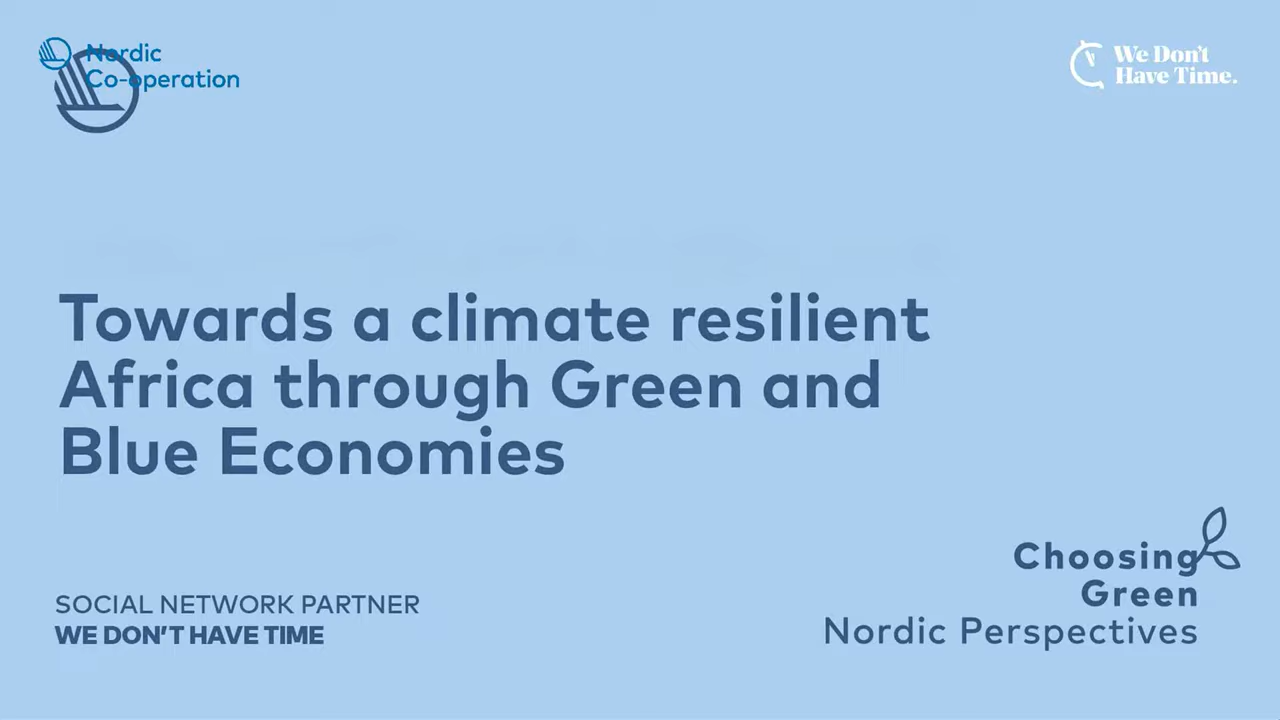 Nordic
Co-operation
We Don't
Have Time.
Towards a climate resilient
Africa through Green and
Blue Economies
Choosing
Green
Nordic Perspectives
SOCIAL NETWORK PARTNER
WE DON'T HAVE TIME